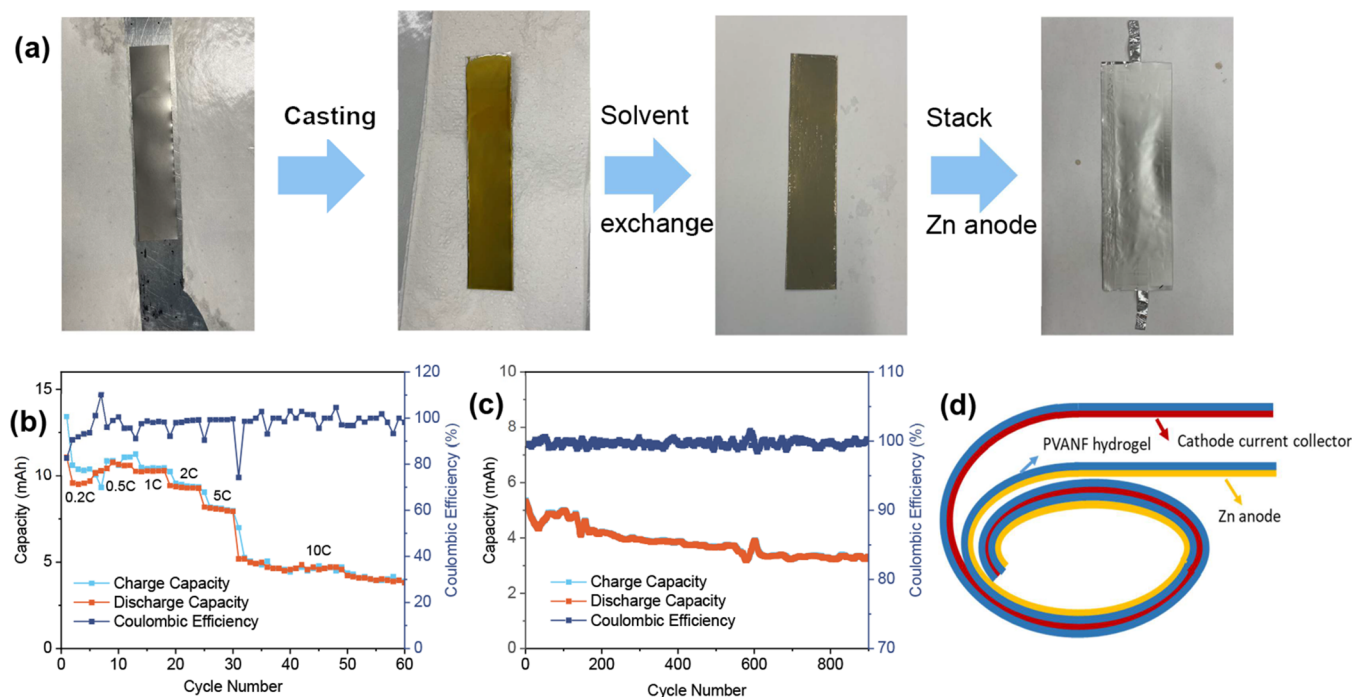 (a)
Casting
Solvent
exchange
Stack
Zn anode
(b)
15
10
5
0
Capacity (mAh)
120
100
80
60
40
20
0
Coulombic Efficiency (%)
0.2C
0.5C
1C
2C
5C
10C
Charge Capacity
Discharge Capacity
Coulombic Efficiency
0
10
20
30
40
50
60
Cycle Number
(c)
10
8
6
4
2
0
Capacity (mAh)
110
100
90
80
70
Coulombic Efficiency (%)
Charge Capacity
Discharge Capacity
Coulombic Efficiency
0
200
400
600
800
Cycle Number
(d)
PVANF hydrogel
Cathode current collector
Zn anode